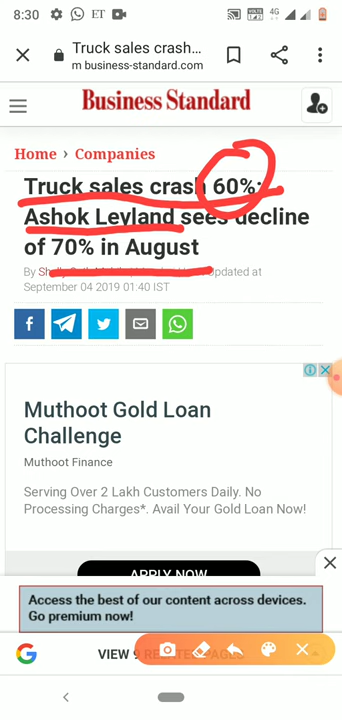 8:30 ET 4G
Truck sales crash...
m business-standard.com
Business Standard
Home › Companies
Truck sales crash 60%;
Ashok Leyland sees decline
of 70% in August
By Updated at
September 04 2019 01:40 IST
Muthoot Gold Loan
Challenge
Muthoot Finance
Serving Over 2 Lakh Customers Daily. No
Processing Charges*. Avail Your Gold Loan Now!
APPLY NOW
Access the best of our content across devices.
Go premium now!
VIEW 9